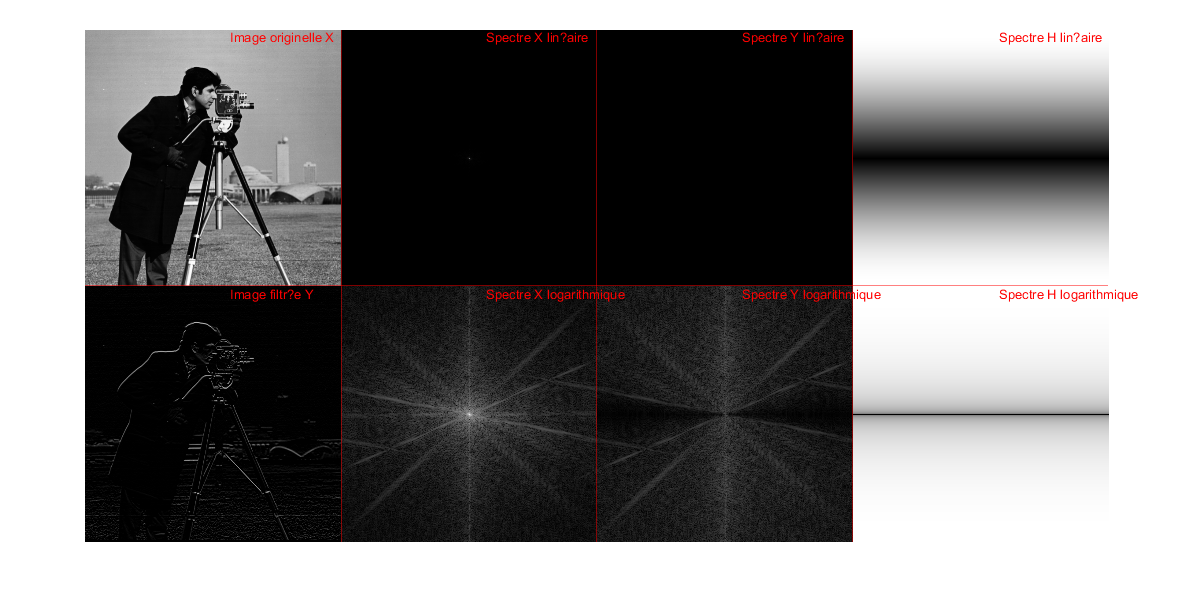 Image originelle X
Spectre X lin?aire
Spectre Y lin?aire
Spectre H lin?aire
Image filtr?e Y
Spectre X logarithmique
Spectre Y logarithmique
Spectre H logarithmique